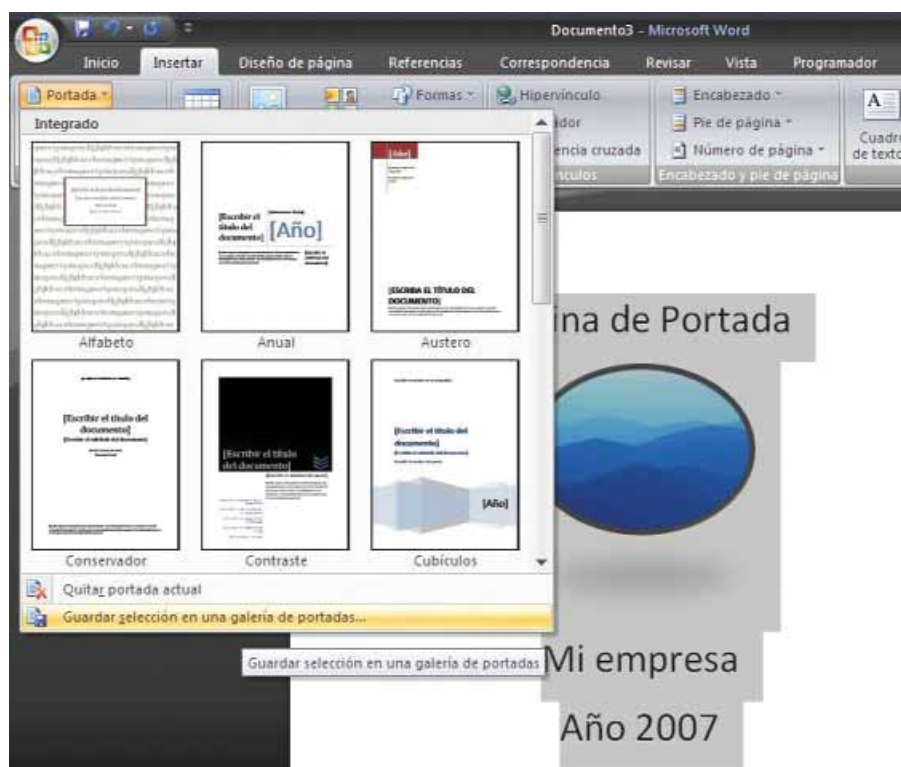 Documento3 - Microsoft Word
Inicio Insertar Diseño de página Referencias Correspondencia Revisar Vista Programador
Portada Formas Hipervínculo Encabezado A
Integrado
ador Pie de página Cuadro
encia cruzada Número de página de texto
nculos Encabezado y pie de página
[Escribir el título del documento] [Año]
[Año]
[ESCRIBA EL TÍTULO DEL DOCUMENTO]
Alfabeto Anual Austero
[Escribir el título del documento]
[Escribir el título del documento]
[Escribir el título del documento]
[Año]
Conservador Contraste Cubículos
Quitar portada actual
Guardar selección en una galería de portadas...
Guardar selección en una galería de portadas
ina de Portada
Mi empresa
Año 2007